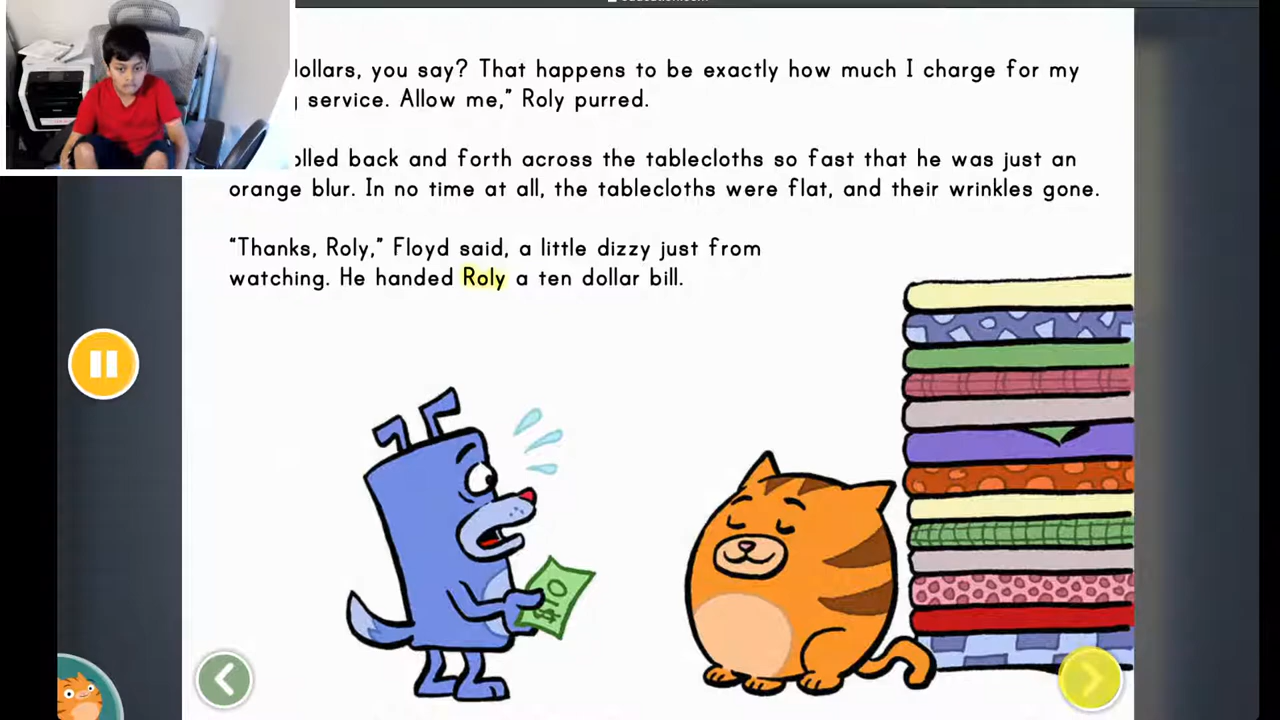 dollars, you say? That happens to be exactly how much I charge for my
service. Allow me,” Roly purred.
back and forth across the tablecloths so fast that he was just an
orange blur. In no time at all, the tablecloths were flat, and their wrinkles gone.
“Thanks, Roly,” Floyd said, a little dizzy just from
watching. He handed Roly a ten dollar bill.
$10